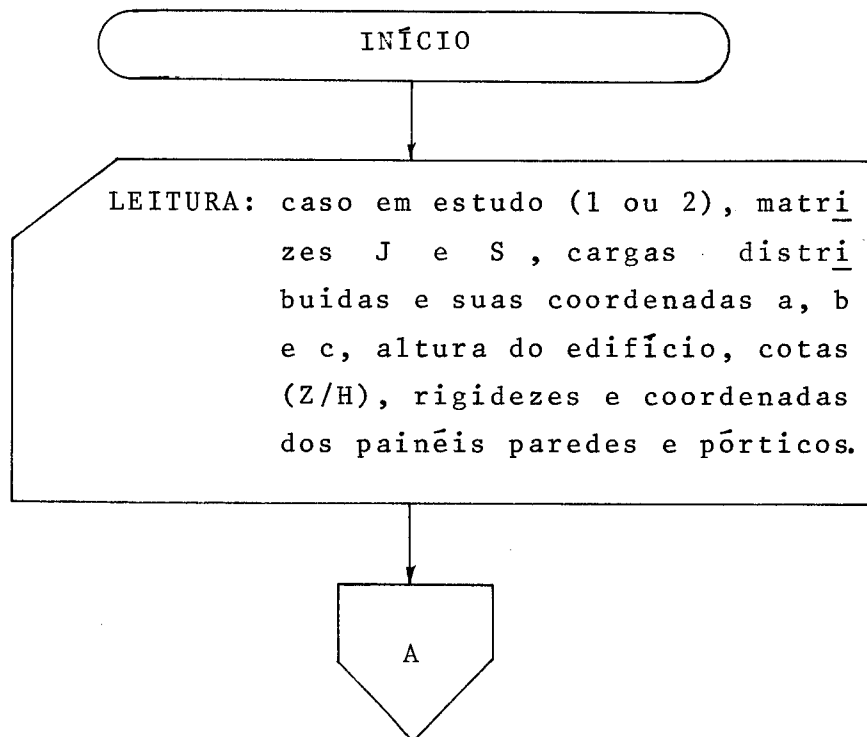 INÍCIO
LEITURA: caso em estudo (1 ou 2), matri
zes J e S , cargas distri
buidas e suas coordenadas a, b
e c, altura do edifício, cotas
(Z/H), rigidezes e coordenadas
dos painéis paredes e pórticos.
A